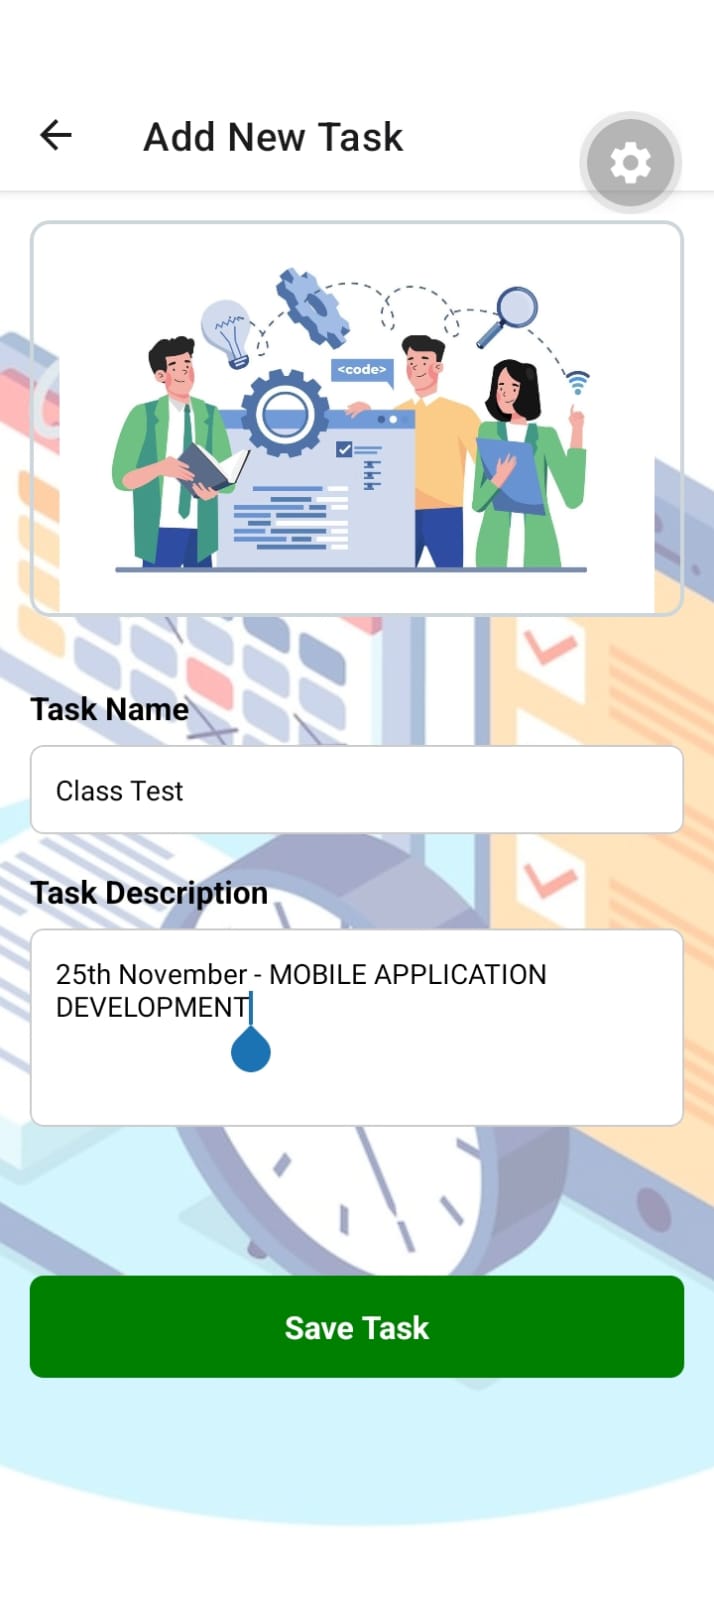 Add New Task
<code>
Task Name
Class Test
Task Description
25th November - MOBILE APPLICATION
DEVELOPMENT
Save Task